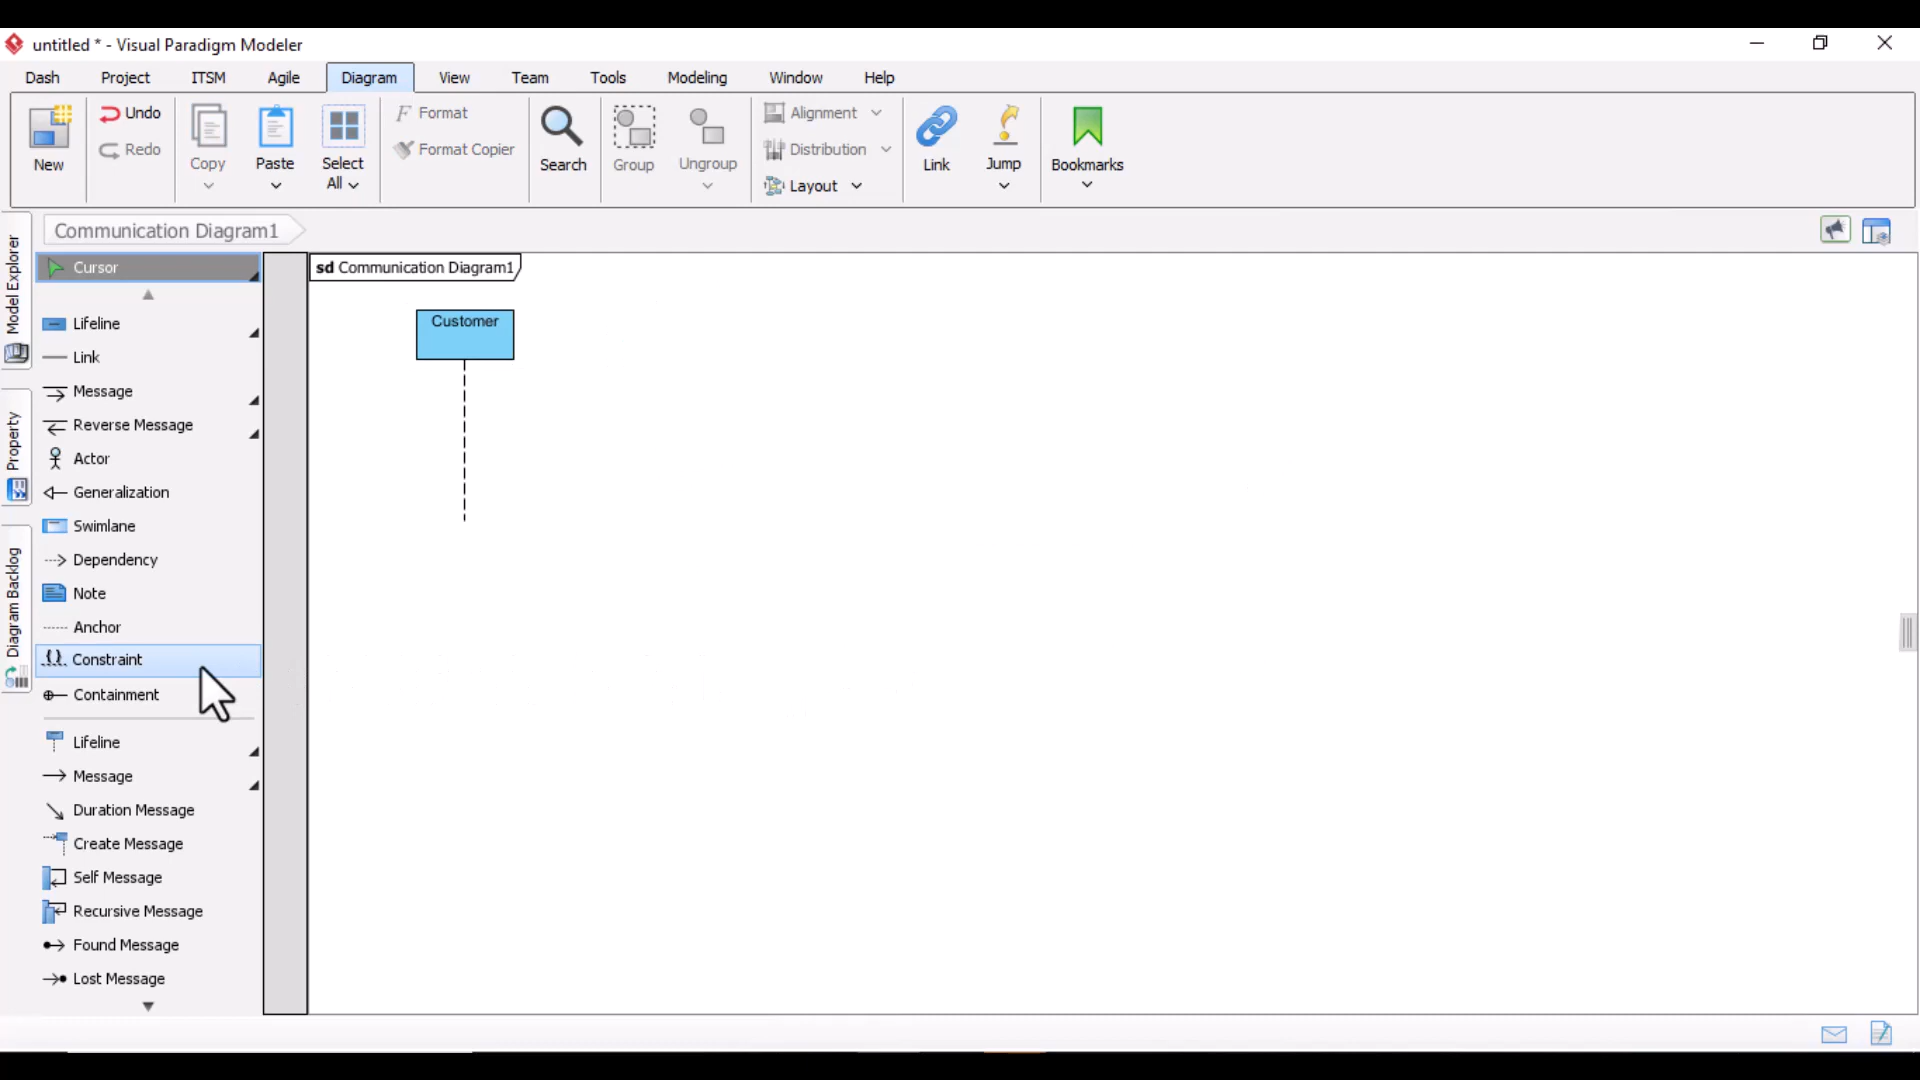 untitled * - Visual Paradigm Modeler
Dash Project ITSM Agile Diagram View Team Tools Modeling Window Help
New
Undo
Redo
Copy
Paste
Select
All
Format
Format Copier
Search
Group
Ungroup
Alignment
Distribution
Layout
Link
Jump
Bookmarks
Communication Diagram1
Model Explorer
Property
Diagram Backlog
Cursor
Lifeline
Link
Message
Reverse Message
Actor
Generalization
Swimlane
Dependency
Note
Anchor
Constraint
Containment
Lifeline
Message
Duration Message
Create Message
Self Message
Recursive Message
Found Message
Lost Message
sd Communication Diagram1
Customer